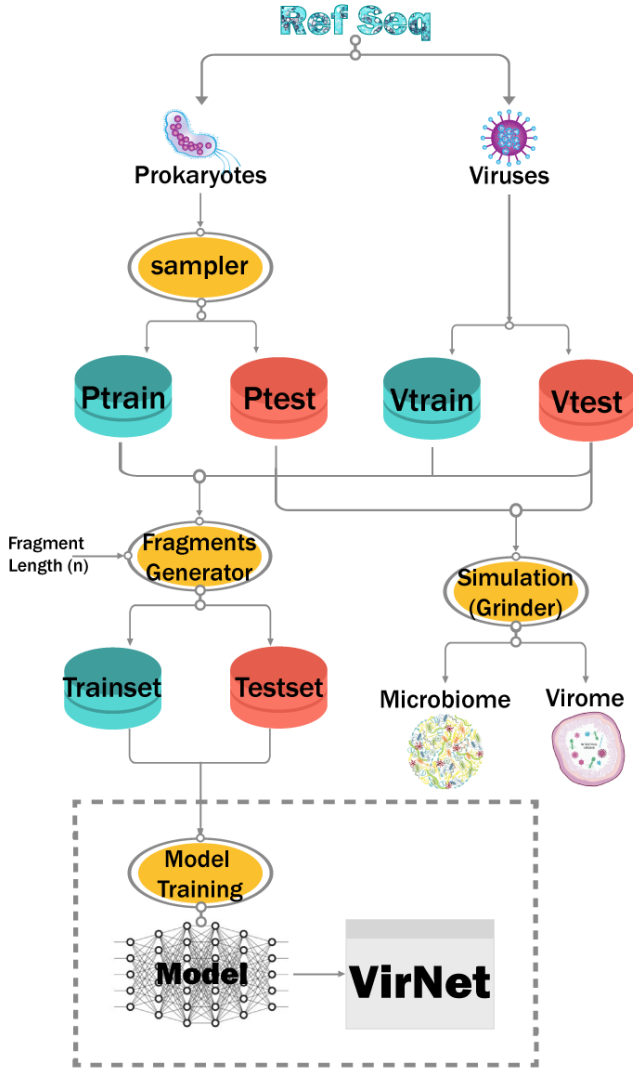 Ref Seq
Prokaryotes
Viruses
sampler
Ptrain
Ptest
Vtrain
Vtest
Fragment
Length (n)
Fragments
Generator
Simulation
(Grinder)
Trainset
Testset
Microbiome
Virome
Model
Training
Model
VirNet